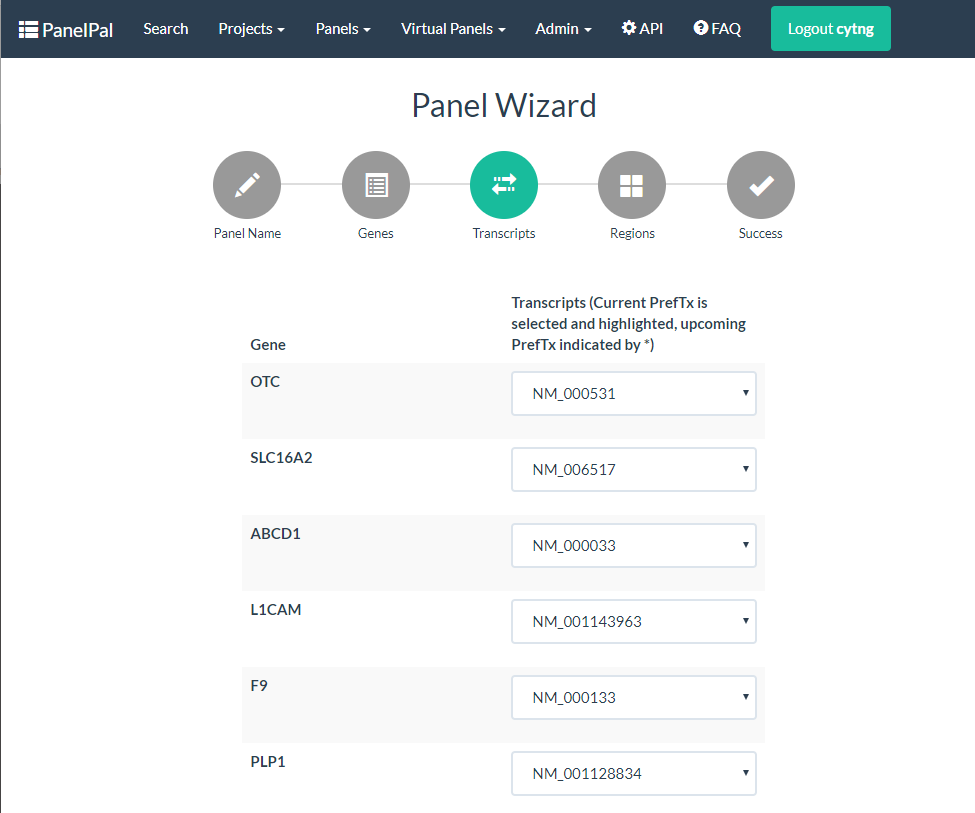 PanelPal Search Projects Panels Virtual Panels Admin API FAQ Logout cytng
Panel Wizard
Panel Name Genes Transcripts Regions Success
Transcripts (Current PrefTx is
selected and highlighted, upcoming
Gene PrefTx indicated by *)
OTC NM_000531
SLC16A2 NM_006517
ABCD1 NM_000033
L1CAM NM_001143963
F9 NM_000133
PLP1 NM_001128834